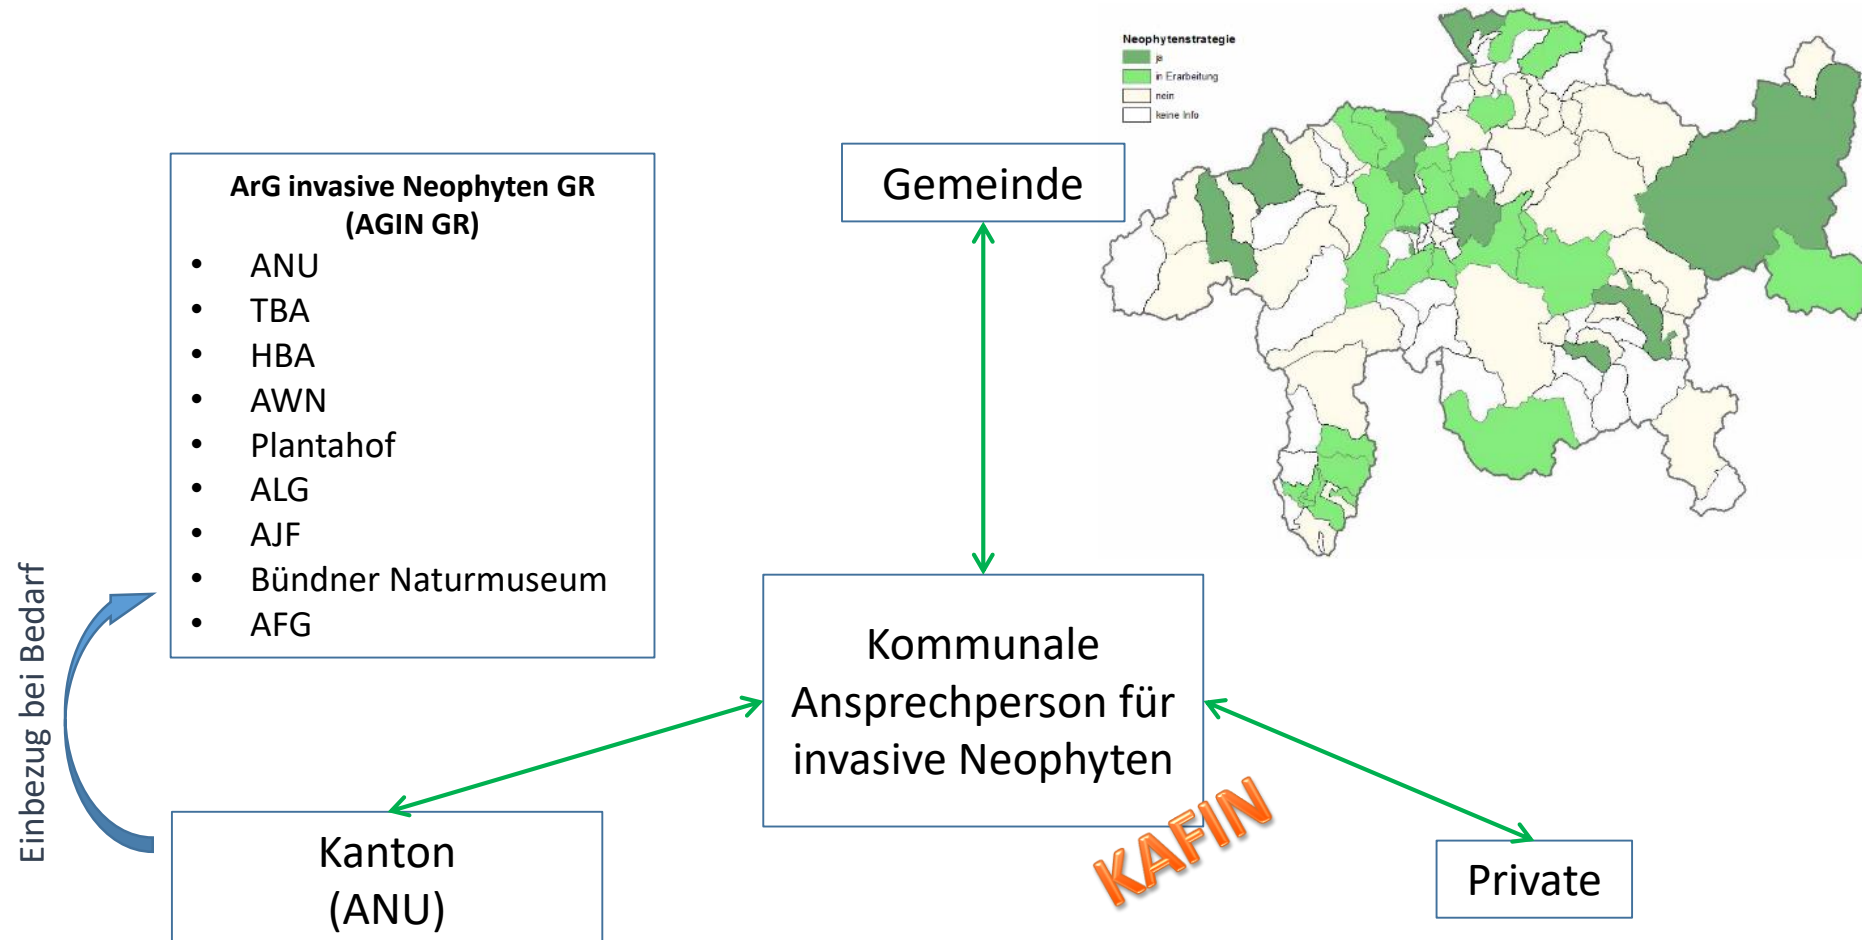 Neophytenstrategie
ja
in Erarbeitung
nein
keine Info
ArG invasive Neophyten GR
(AGIN GR)
• ANU
• TBA
• HBA
• AWN
• Plantahof
• ALG
• AJF
• Bündner Naturmuseum
• AFG
Gemeinde
Einbezug bei Bedarf
Kommunale
Ansprechperson für
invasive Neophyten
KAFIN
Kanton
(ANU)
Private